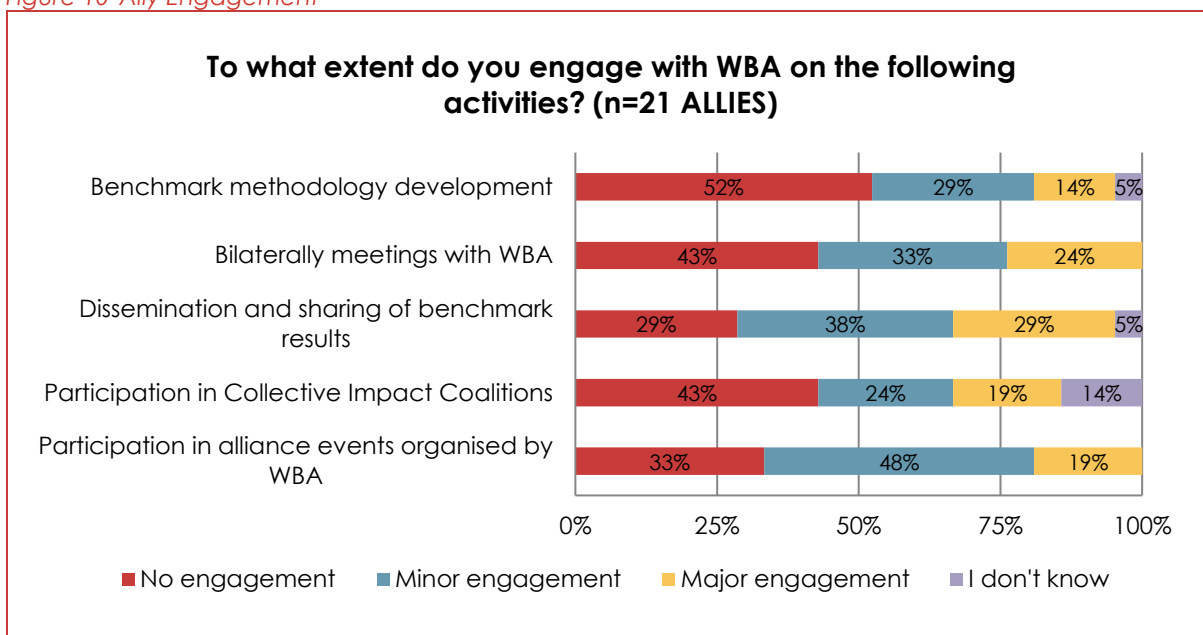 Figure 10 Ally Engagement
To what extent do you engage with WBA on the following
activities? (n=21 ALLIES)
Benchmark methodology development
52% 29% 14% 5%
Bilaterally meetings with WBA
43% 33% 24%
Dissemination and sharing of benchmark
results
29% 38% 29% 5%
Participation in Collective Impact Coalitions
43% 24% 19% 14%
Participation in alliance events organised by
WBA
33% 48% 19%
0% 25% 50% 75% 100%
No engagement Minor engagement Major engagement I don't know